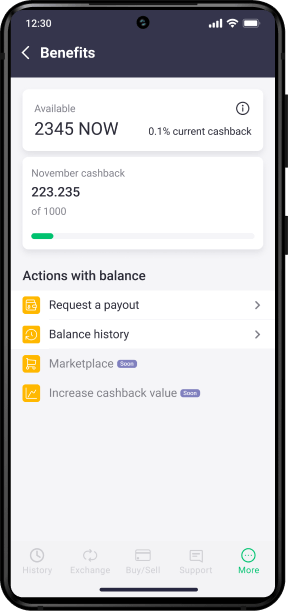 12:30
Benefits
Available
2345 NOW
0.1% current cashback
November cashback
223.235
of 1000
Actions with balance
Request a payout
Balance history
Marketplace Soon
Increase cashback value Soon
History Exchange Buy/Sell Support More